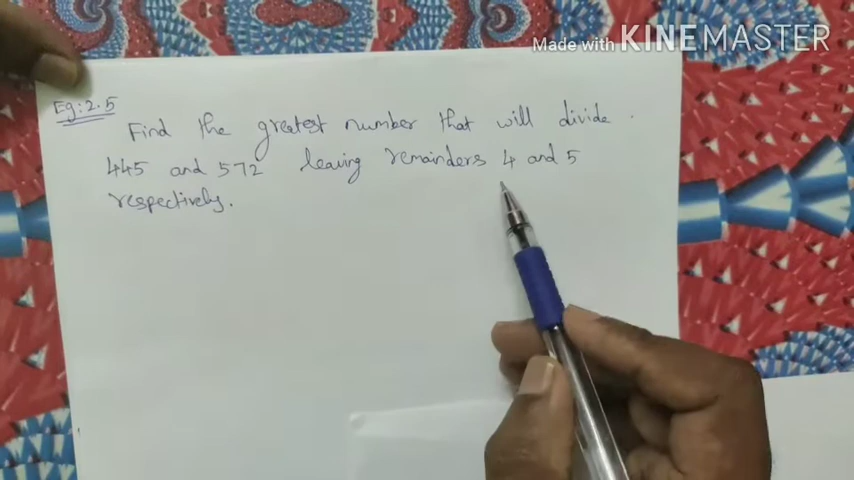 Made with KINEMASTER
Eg: 2.5
Find the greatest number that will divide
445 and 572 leaving remainders 4 and 5
respectively.